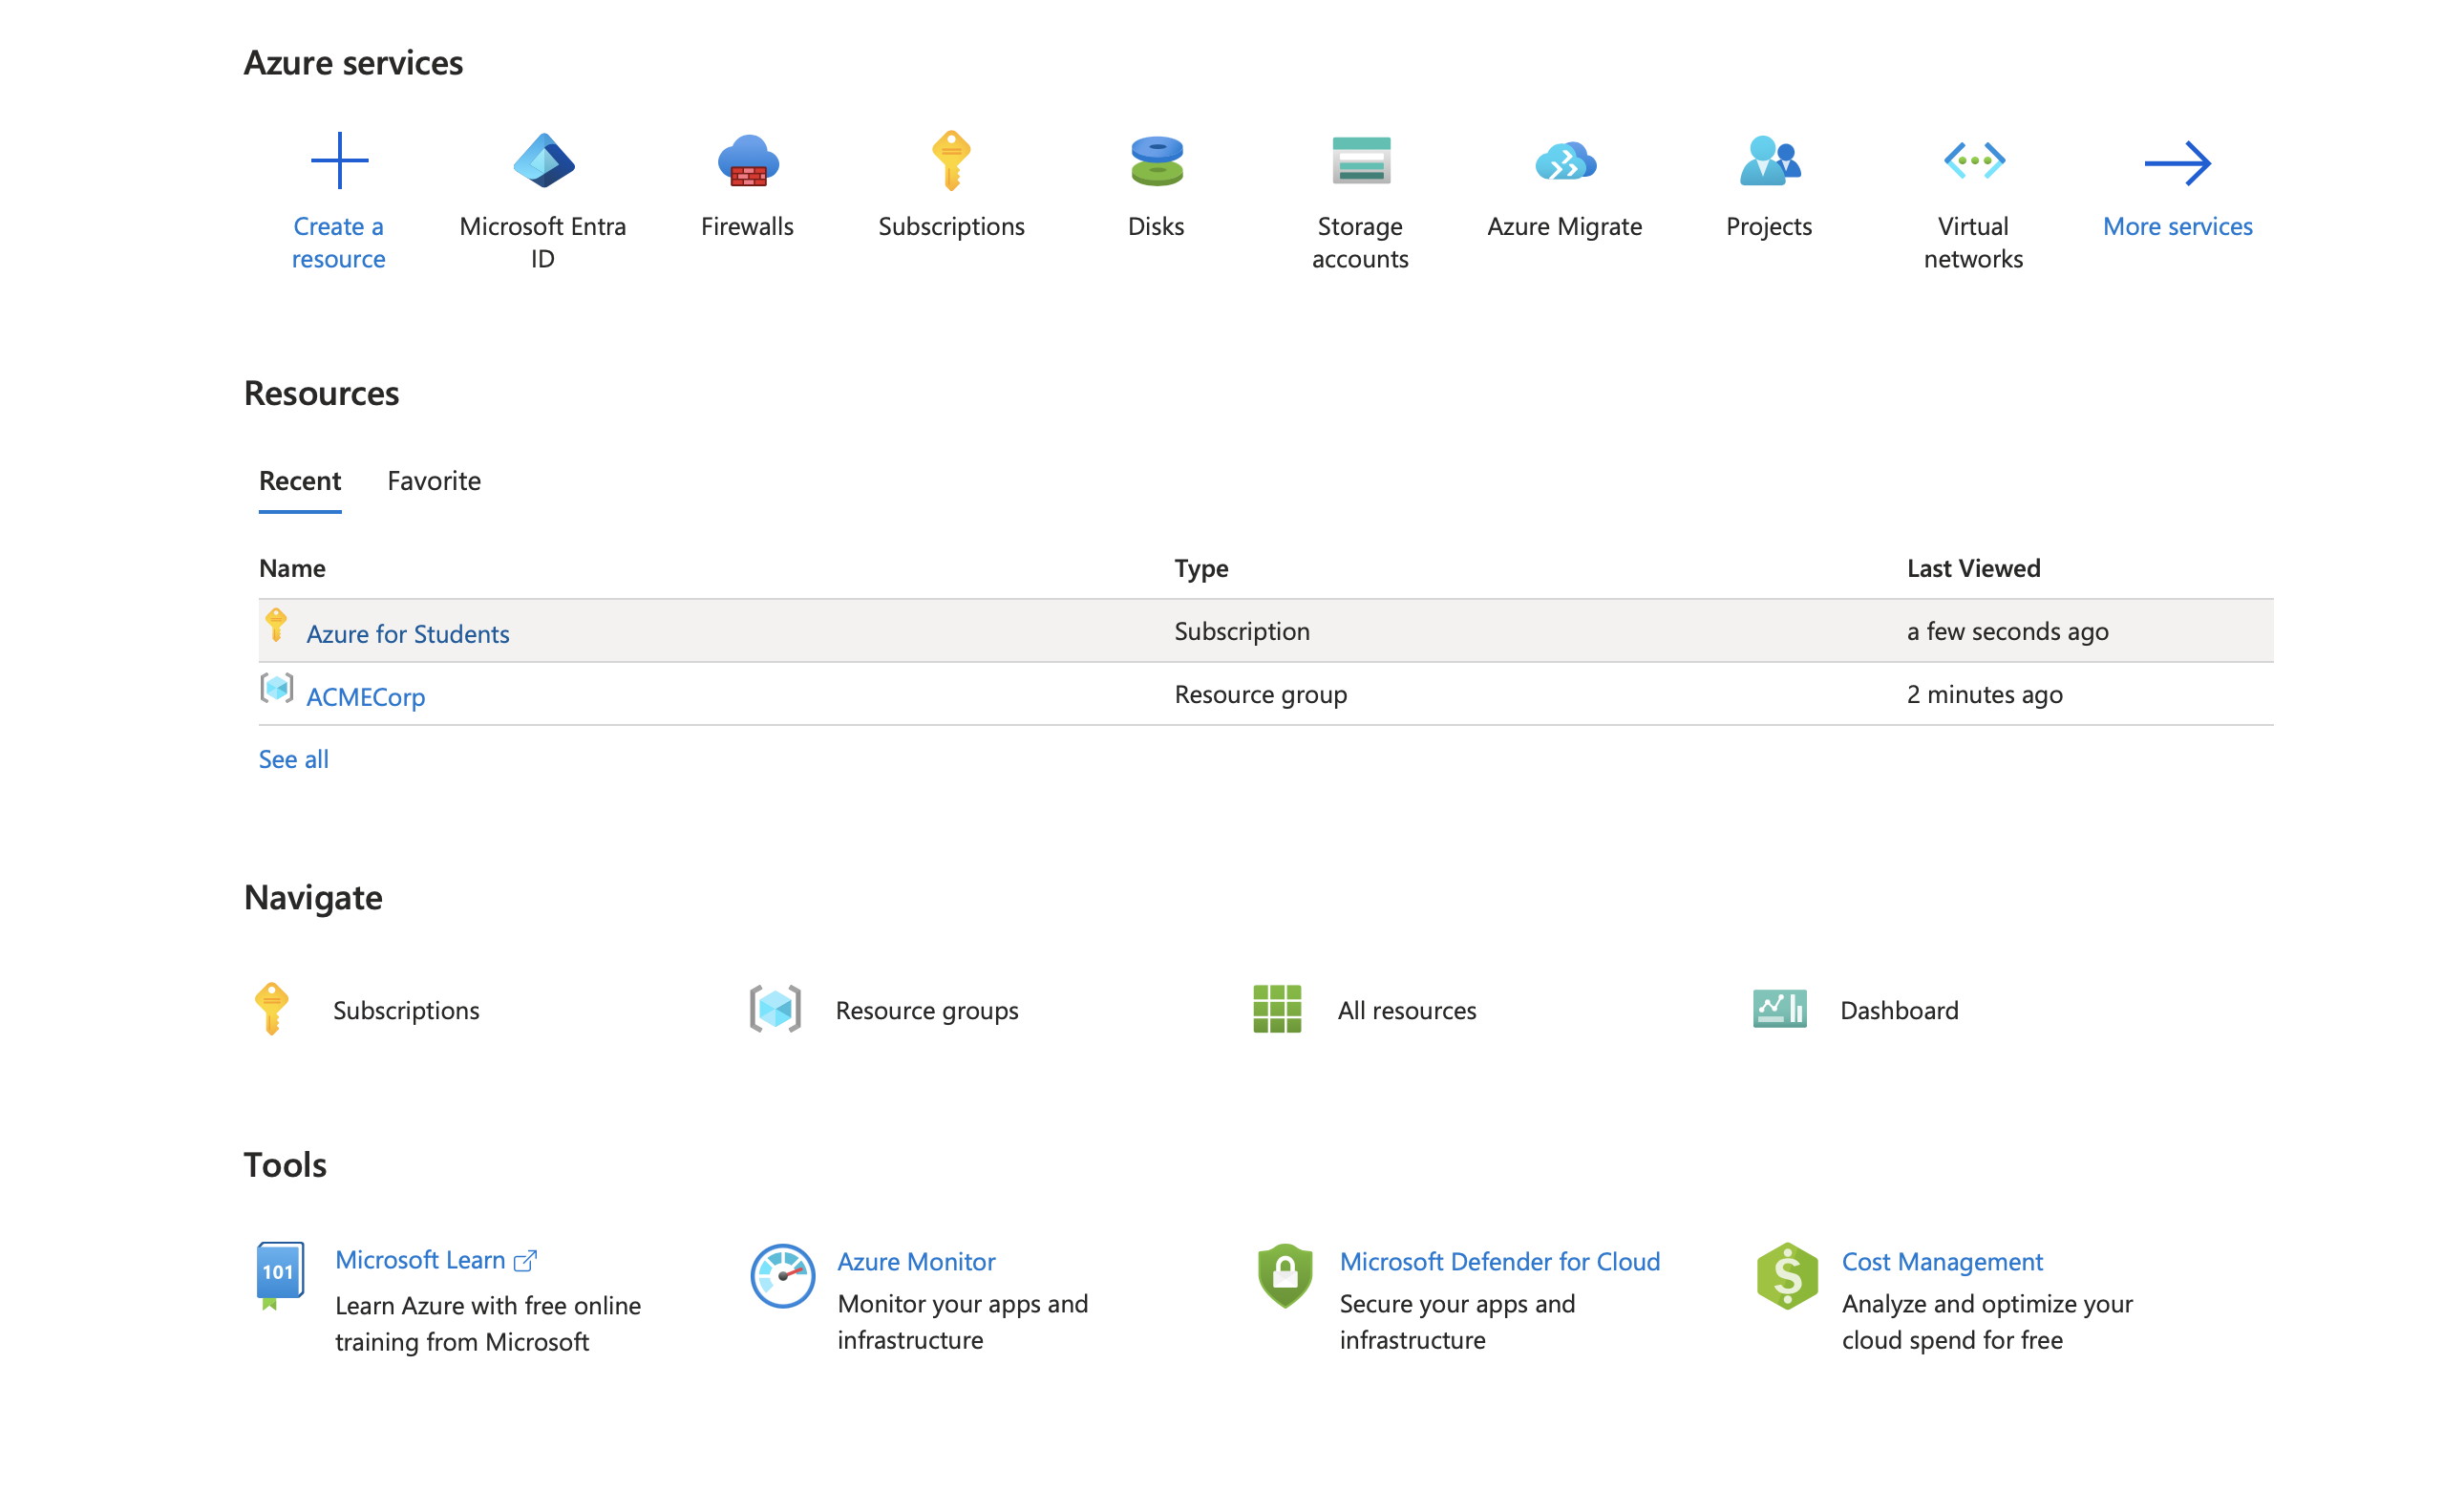 Azure services
Create a resource
Microsoft Entra ID
Firewalls
Subscriptions
Disks
Storage accounts
Azure Migrate
Projects
Virtual networks
More services
Resources
Recent Favorite
Name Type Last Viewed
Azure for Students Subscription a few seconds ago
ACMECorp Resource group 2 minutes ago
See all
Navigate
Subscriptions Resource groups All resources Dashboard
Tools
101
Microsoft Learn
Learn Azure with free online
training from Microsoft
Azure Monitor
Monitor your apps and
infrastructure
Microsoft Defender for Cloud
Secure your apps and
infrastructure
$
Cost Management
Analyze and optimize your
cloud spend for free